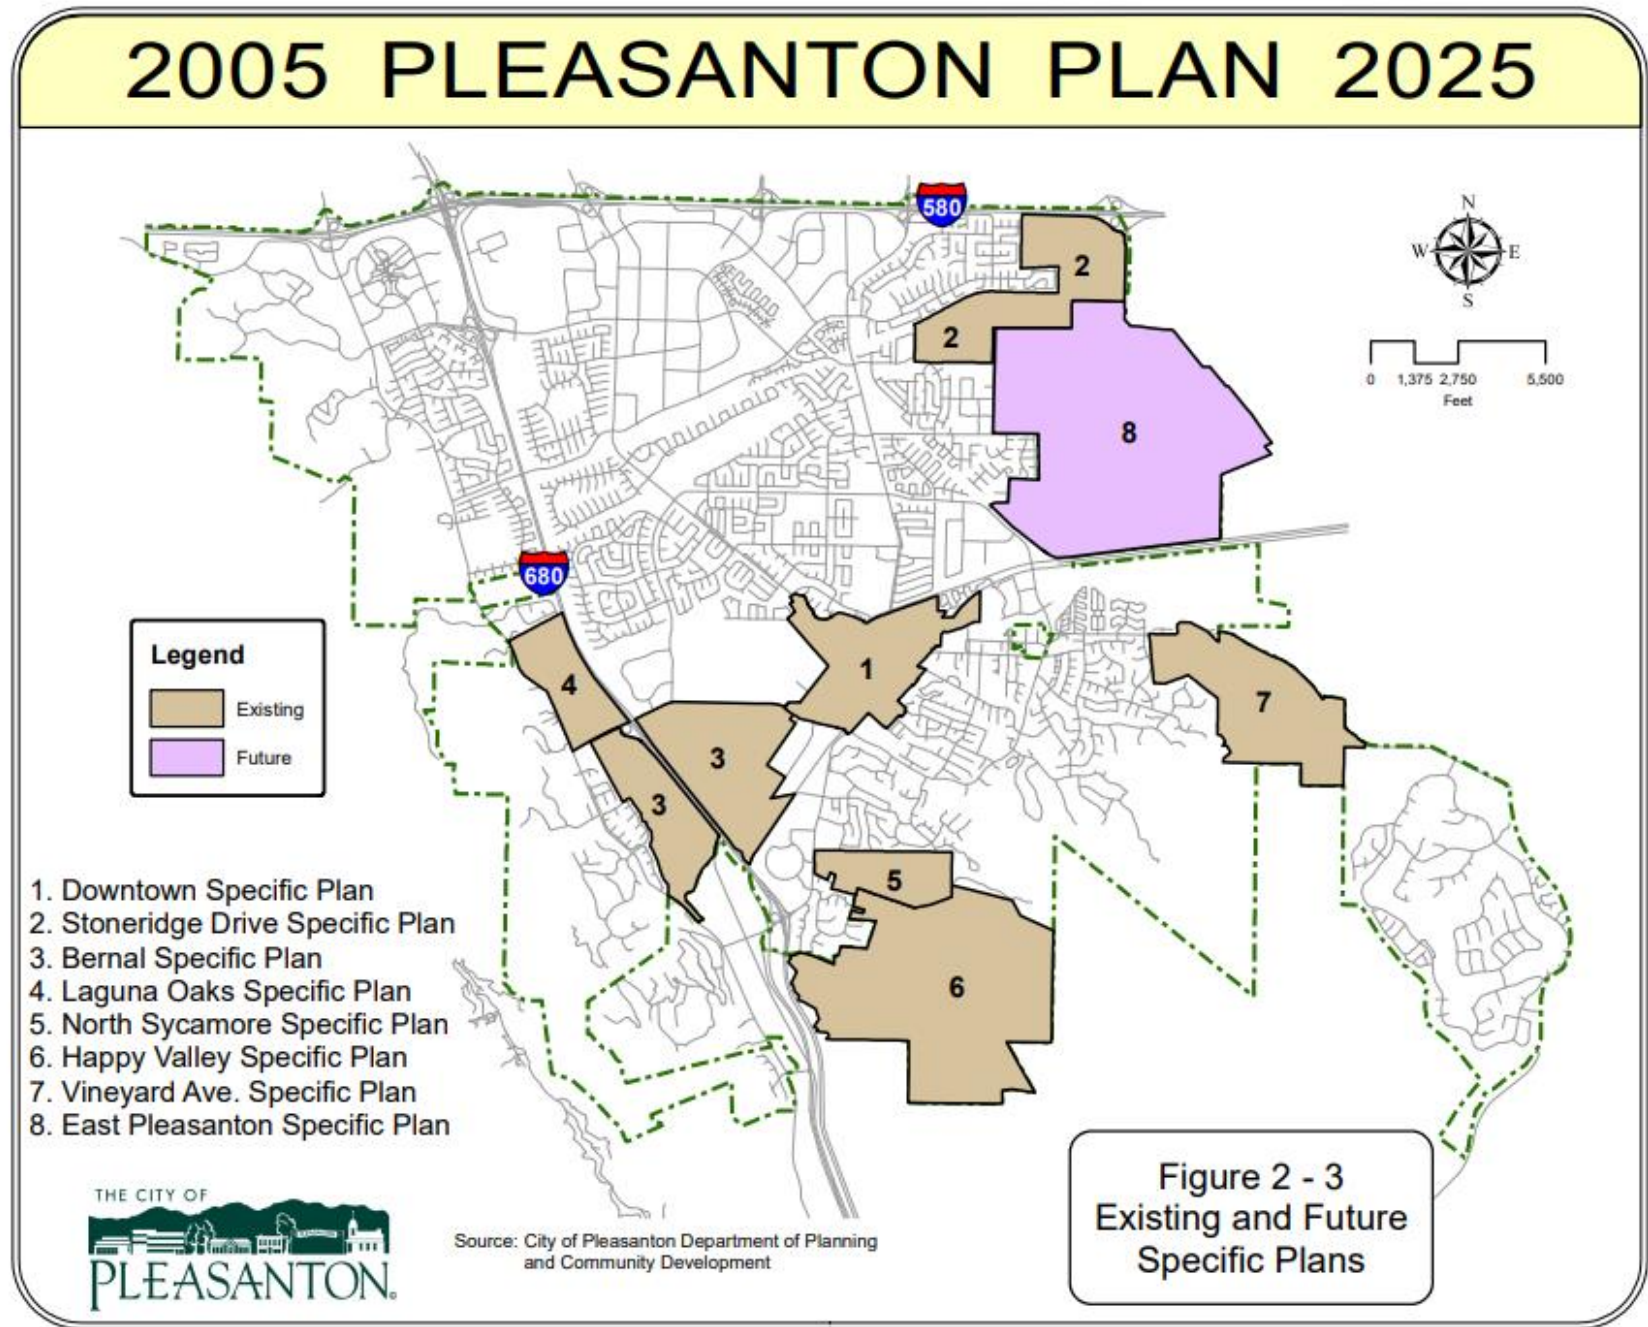 2005 PLEASANTON PLAN 2025
580
N
W E
S
2
2
0 1,375 2,750 5,500
Feet
8
680
Legend
Existing
Future
1
4
7
3
3
5
6
1. Downtown Specific Plan
2. Stoneridge Drive Specific Plan
3. Bernal Specific Plan
4. Laguna Oaks Specific Plan
5. North Sycamore Specific Plan
6. Happy Valley Specific Plan
7. Vineyard Ave. Specific Plan
8. East Pleasanton Specific Plan
THE CITY OF
PLEASANTON®
Source: City of Pleasanton Department of Planning
and Community Development
Figure 2 - 3
Existing and Future
Specific Plans